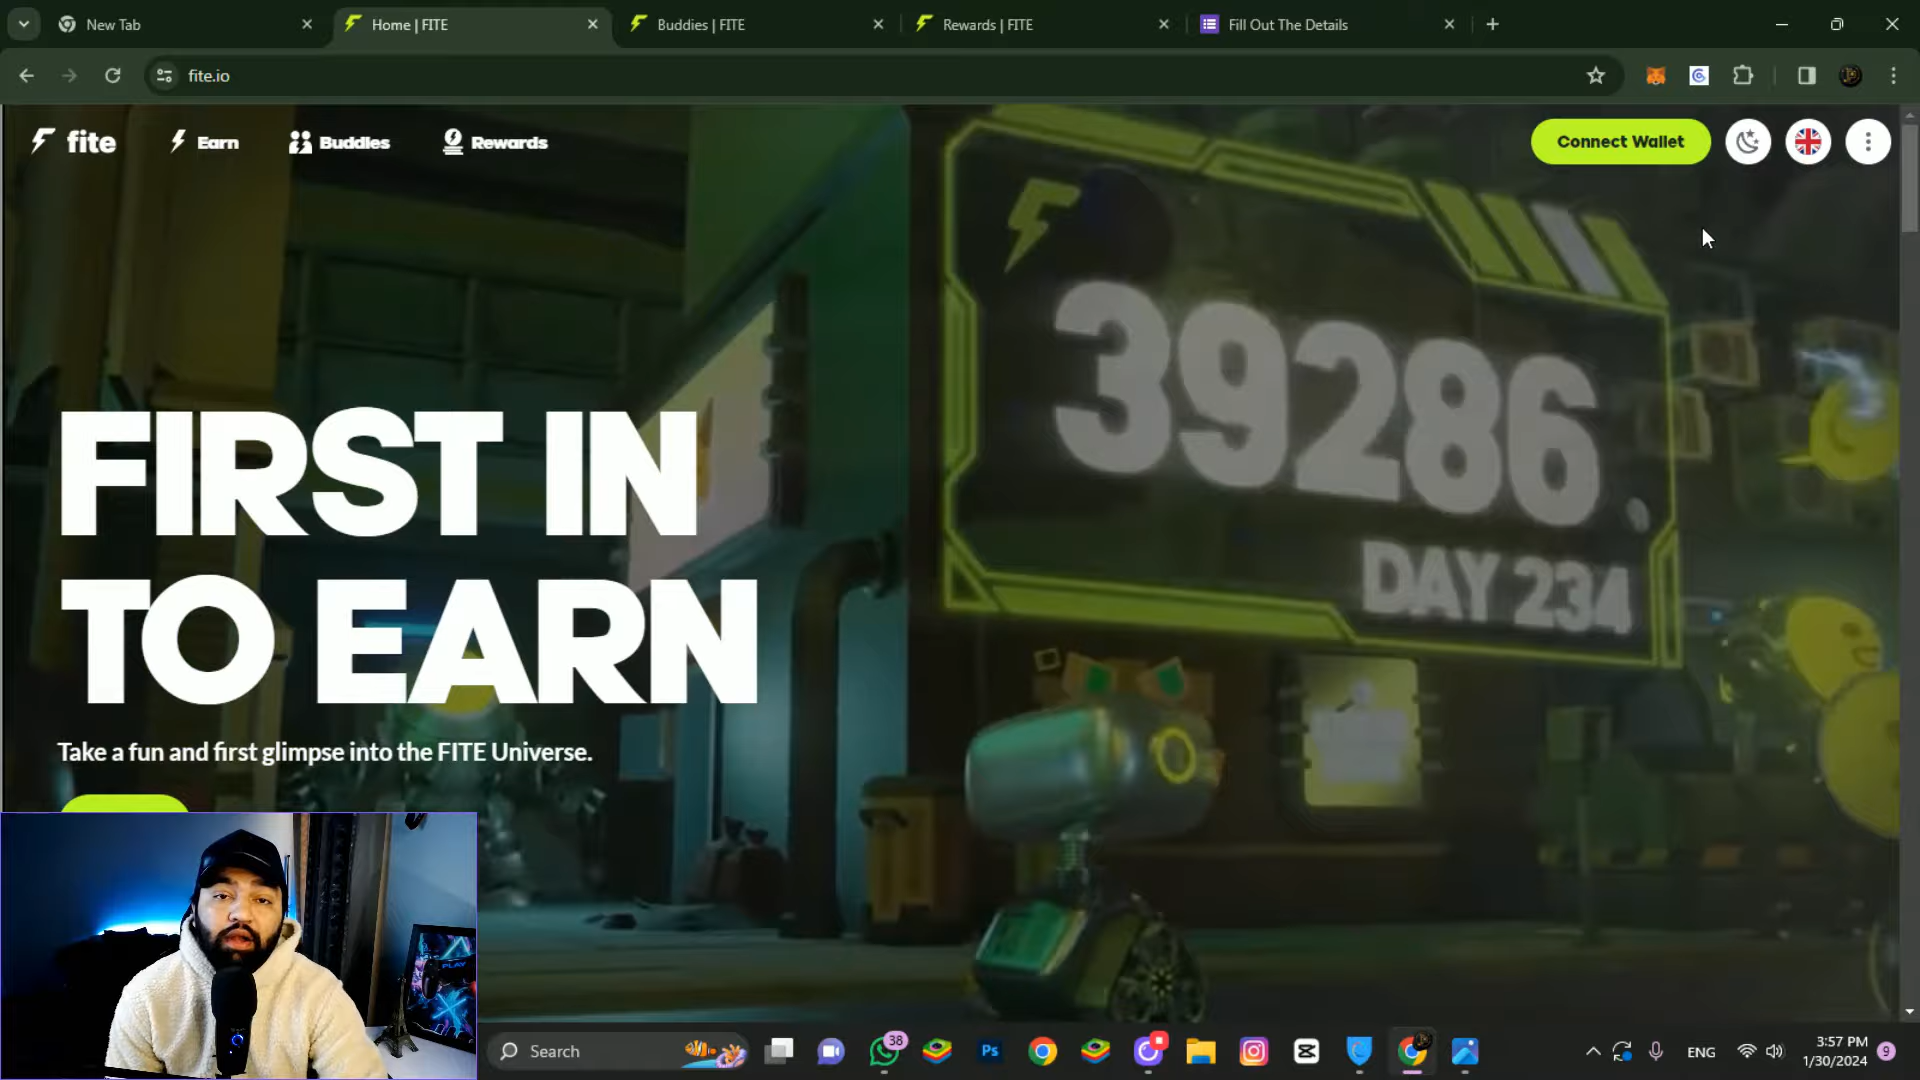 New Tab
Home | FITE
Buddies | FITE
Rewards | FITE
Fill Out The Details
fite.io
fite
Earn
Buddies
Rewards
Connect Wallet
39286
DAY 234
FIRST IN
TO EARN
Take a fun and first glimpse into the FITE Universe.
PLAY
Search
38
Ps
ENG
3:57 PM
1/30/2024
9